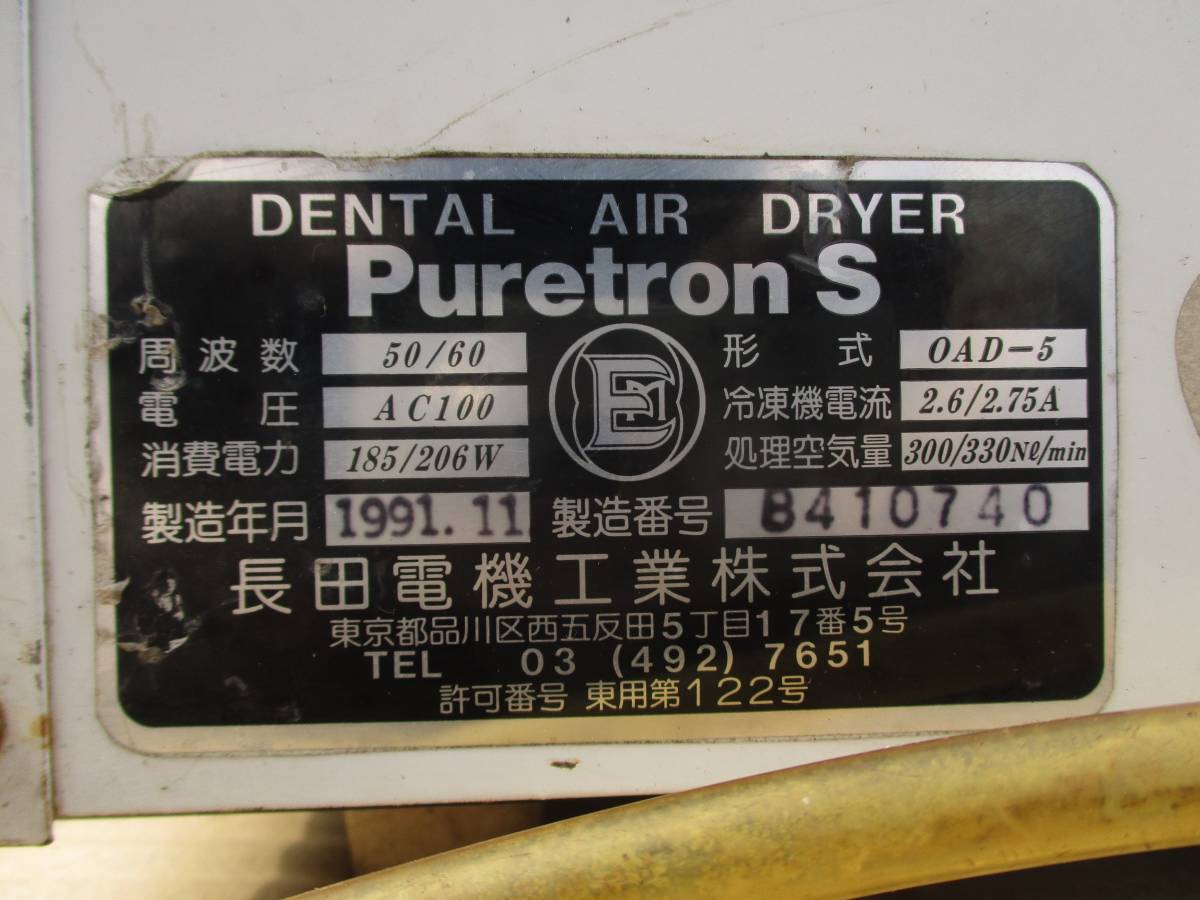 DENTAL AIR DRYER
Puretron S
周波数 50/60 形式 OAD-5
電圧 AC100 冷凍機電流 2.6/2.75A
消費電力 185/206W 処理空気量 300/330Nℓ/min
製造年月 1991.11 製造番号 8410740
長田電機工業株式会社
東京都品川区西五反田5丁目17番5号
TEL 03 (492) 7651
許可番号 東用第122号